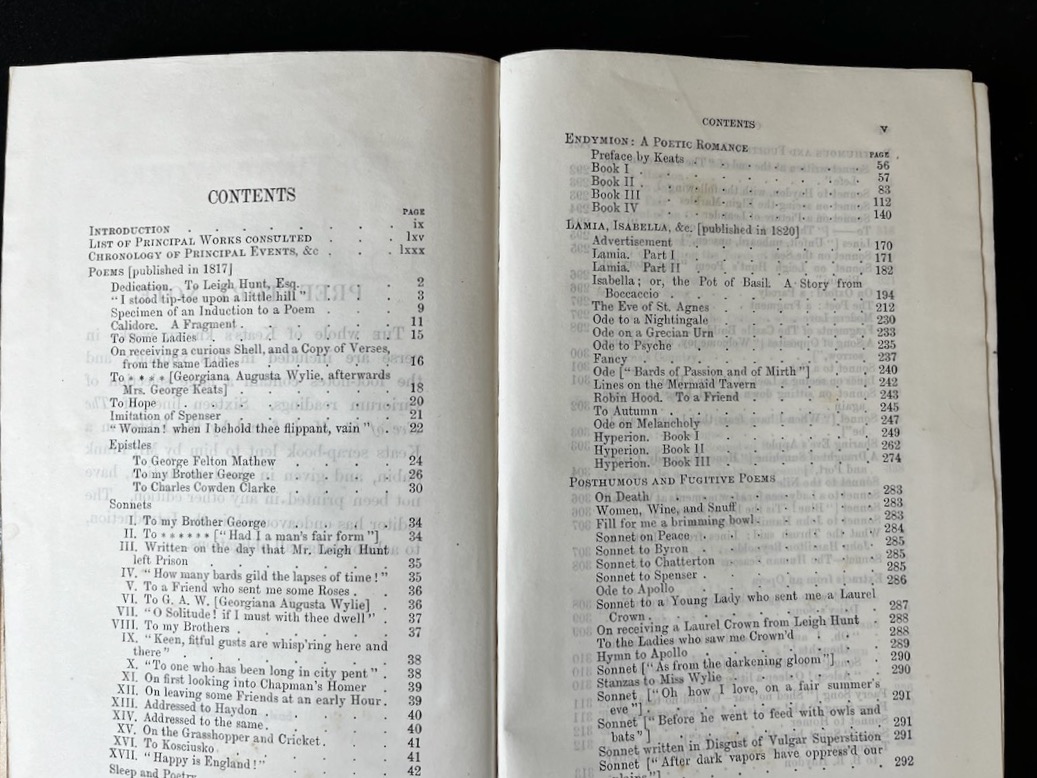 CONTENTS
PAGE
INTRODUCTION . . . . . . . ix
LIST OF PRINCIPAL WORKS CONSULTED . . . lxv
CHRONOLOGY OF PRINCIPAL EVENTS, &c . . . lxxx
POEMS [published in 1817]
Dedication. To Leigh Hunt, Esq. . . . 2
"I stood tip-toe upon a little hill" . . . 3
Specimen of an Induction to a Poem . . . 9
Calidore. A Fragment . . . . . 11
To Some Ladies . . . . . . 15
On receiving a curious Shell, and a Copy of Verses,
from the same Ladies . . . . 16
To * * * * [Georgiana Augusta Wylie, afterwards
Mrs. George Keats] . . . . 18
To Hope . . . . . . . 20
Imitation of Spenser . . . . . 21
"Woman! when I behold thee flippant, vain" . 22
Epistles
To George Felton Mathew . . . . 24
To my Brother George . . . . 26
To Charles Cowden Clarke . . . . 30
Sonnets
I. To my Brother George . . . . 34
II. To * * * * * * ["Had I a man's fair form"] . 34
III. Written on the day that Mr. Leigh Hunt
left Prison . . . . . 35
IV. "How many bards gild the lapses of time!" . 35
V. To a Friend who sent me some Roses . . 36
VI. To G. A. W. [Georgiana Augusta Wylie] . 36
VII. "O Solitude! if I must with thee dwell" . 37
VIII. To my Brothers . . . . . 37
IX. "Keen, fitful gusts are whisp'ring here and
there" . . . . . . 38
X. "To one who has been long in city pent" . 38
XI. On first looking into Chapman's Homer . 39
XII. On leaving some Friends at an early Hour . 39
XIII. Addressed to Haydon . . . . 40
XIV. Addressed to the same . . . . 40
XV. On the Grasshopper and Cricket . . . 41
XVI. To Kosciusko . . . . . 41
XVII. "Happy is England!" . . . . 42
Sleep and Poetry
CONTENTS v
ENDYMION: A POETIC ROMANCE PAGE
Preface by Keats . . . . . 56
Book I . . . . . . . 57
Book II . . . . . . . 83
Book III . . . . . . . 112
Book IV . . . . . . . 140
LAMIA, ISABELLA, &c. [published in 1820]
Advertisement . . . . . . 170
Lamia. Part I . . . . . . 171
Lamia. Part II . . . . . . 182
Isabella; or, the Pot of Basil. A Story from
Boccaccio . . . . . . 194
The Eve of St. Agnes . . . . . 212
Ode to a Nightingale . . . . . 230
Ode on a Grecian Urn . . . . . 233
Ode to Psyche . . . . . . 235
Fancy . . . . . . . 237
Ode ["Bards of Passion and of Mirth"] . . 240
Lines on the Mermaid Tavern . . . . 242
Robin Hood. To a Friend . . . . 243
To Autumn . . . . . . . 245
Ode on Melancholy . . . . . 247
Hyperion. Book I . . . . . 249
Hyperion. Book II . . . . . 262
Hyperion. Book III . . . . . 274
POSTHUMOUS AND FUGITIVE POEMS
On Death . . . . . . . 283
Women, Wine, and Snuff . . . . 283
Fill for me a brimming bowl . . . . 283
Sonnet on Peace . . . . . . 284
Sonnet to Byron . . . . . . 285
Sonnet to Chatterton . . . . . 285
Sonnet to Spenser . . . . . 285
Ode to Apollo . . . . . . 286
Sonnet to a Young Lady who sent me a Laurel
Crown . . . . . . . 287
On receiving a Laurel Crown from Leigh Hunt . 288
To the Ladies who saw me Crown'd . . . 288
Hymn to Apollo . . . . . . 289
Sonnet ["As from the darkening gloom"] . . 290
Stanzas to Miss Wylie . . . . . 290
Sonnet ["Oh how I love, on a fair summer's
eve"] . . . . . . . 291
Sonnet ["Before he went to feed with owls and
bats"] . . . . . . . 291
Sonnet written in Disgust of Vulgar Superstition 291
Sonnet ["After dark vapors have oppress'd our
plains"] . . . . . . 292